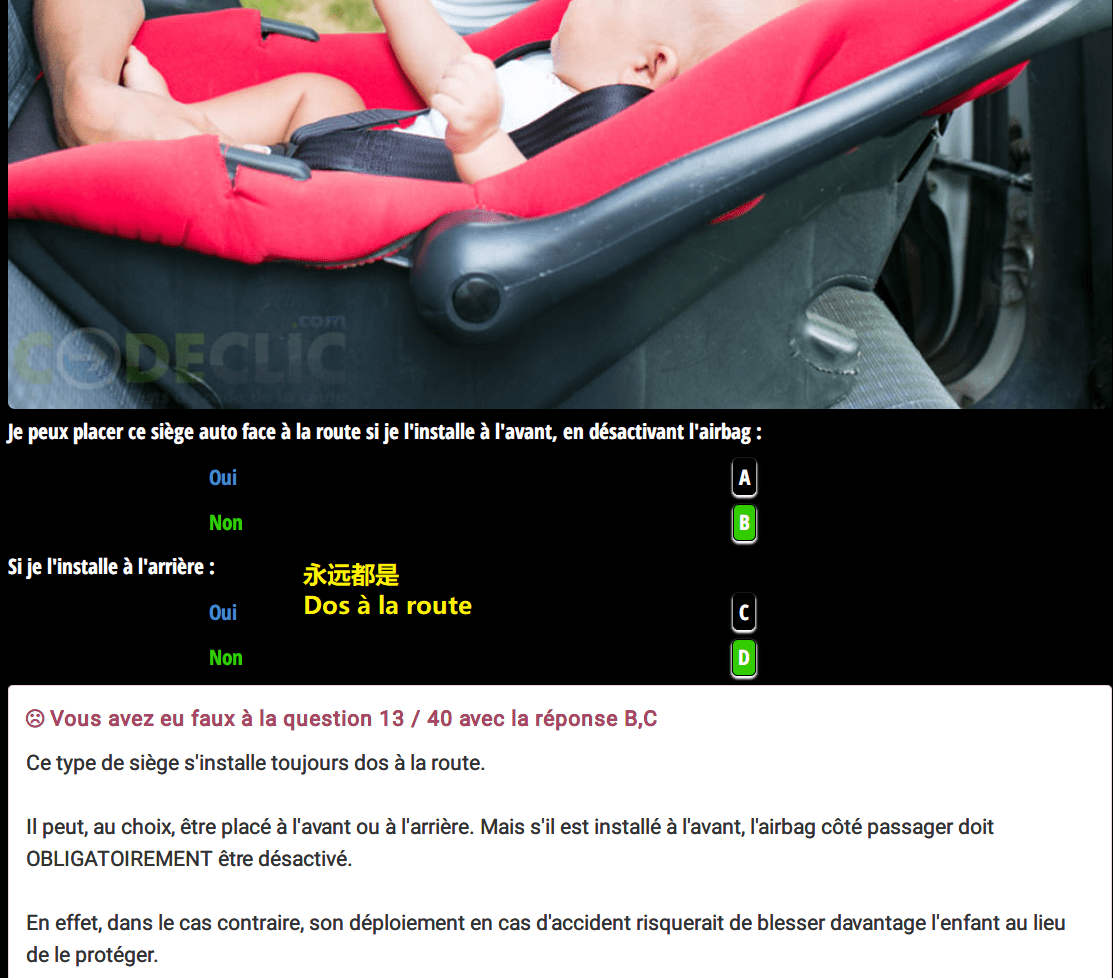 CODECLIC
.com
Je peux placer ce siège auto face à la route si je l'installe à l'avant, en désactivant l'airbag :
Oui A
Non B
Si je l'installe à l'arrière :
永远都是
Dos à la route
Oui C
Non D
Vous avez eu faux à la question 13 / 40 avec la réponse B,C
Ce type de siège s'installe toujours dos à la route.
Il peut, au choix, être placé à l'avant ou à l'arrière. Mais s'il est installé à l'avant, l'airbag côté passager doit
OBLIGATOIREMENT être désactivé.
En effet, dans le cas contraire, son déploiement en cas d'accident risquerait de blesser davantage l'enfant au lieu
de le protéger.